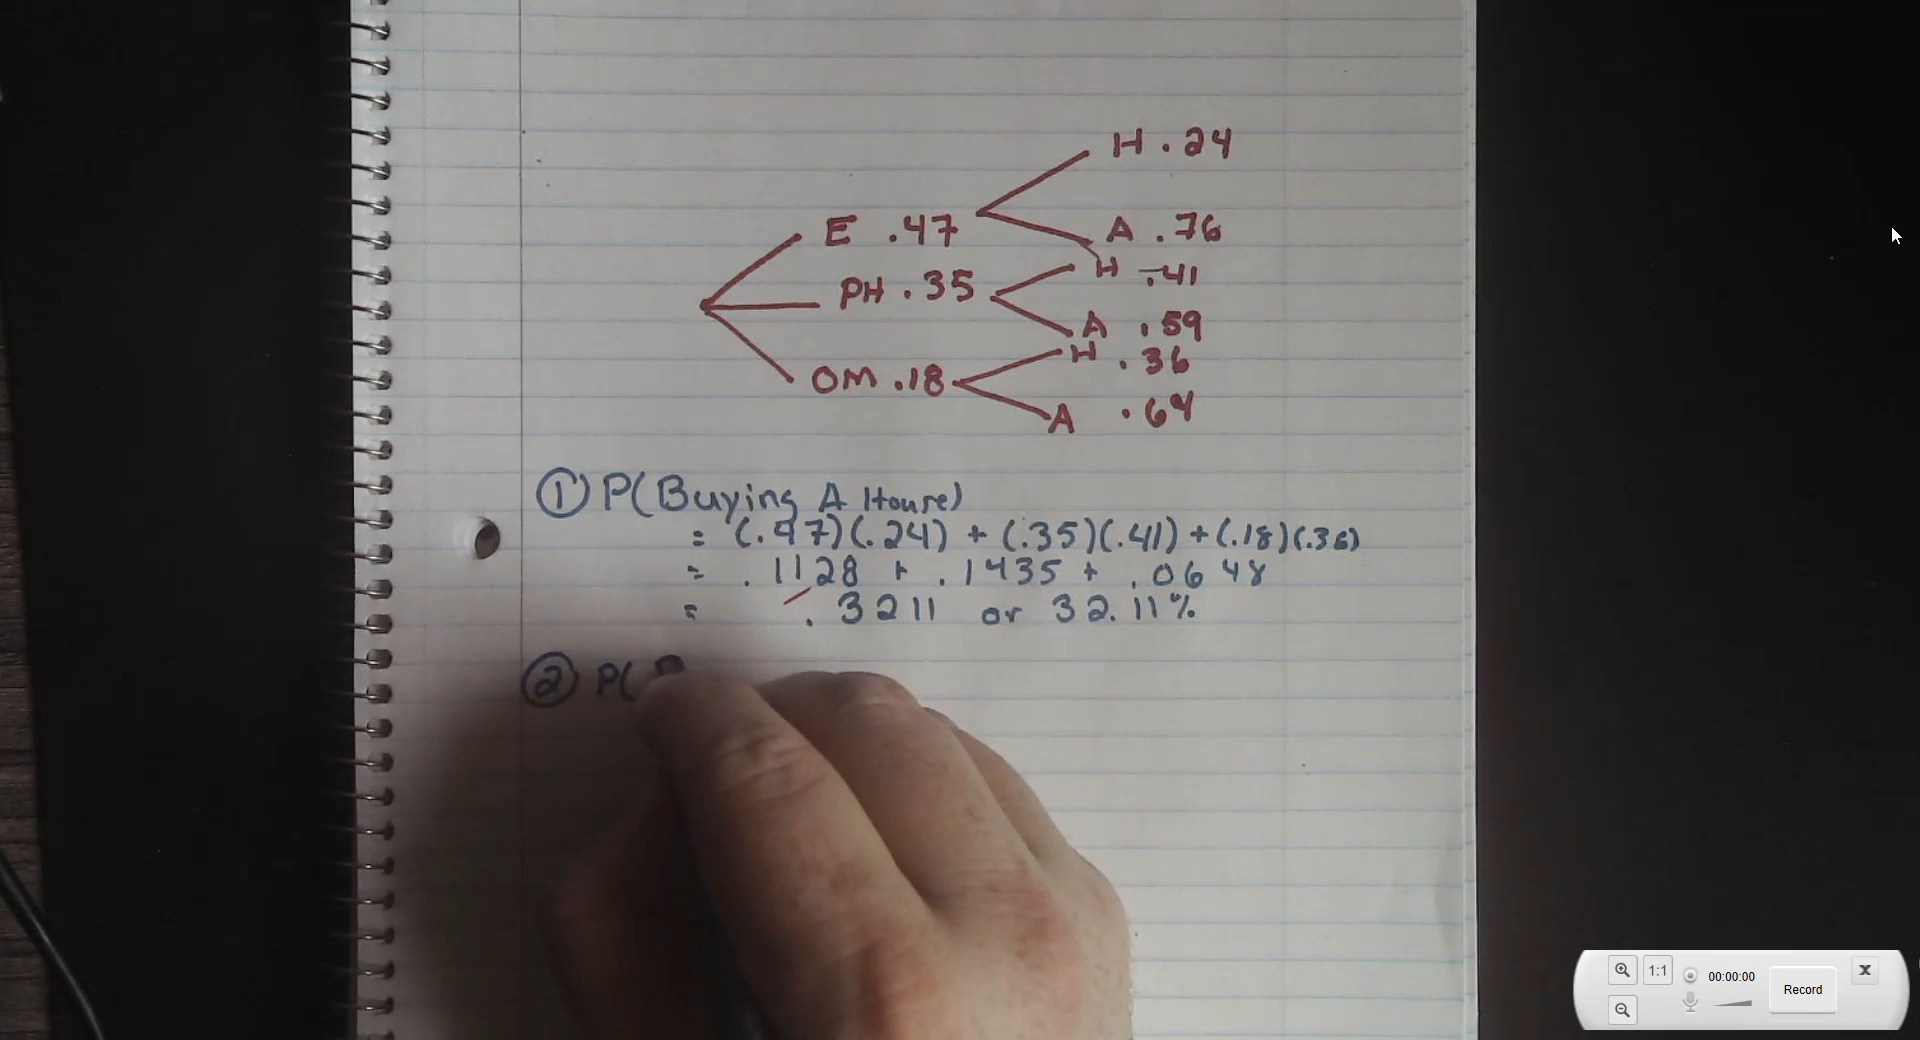 H .24
E .47
A .76
H .41
PH .35
A .59
H .36
OM .18
A .64
① P(Buying A House)
= (.47)(.24) + (.35)(.41) + (.18)(.36)
= .1128 + .1435 + .0648
= .3211 or 32.11%
② P(
1:1
00:00:00
Record